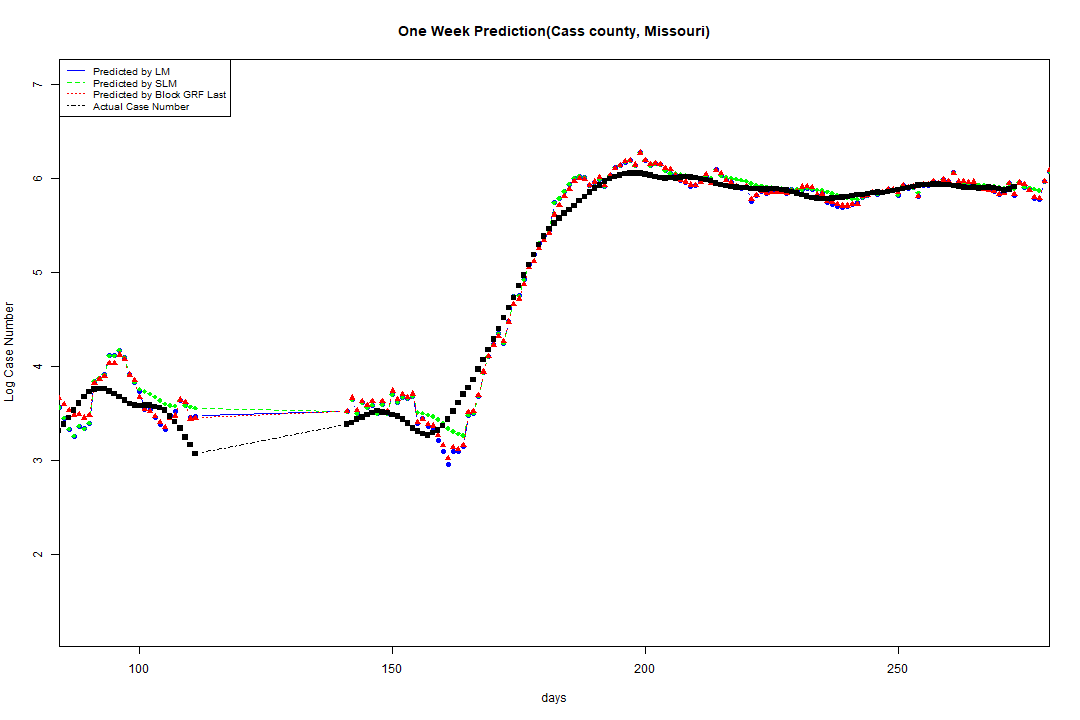 One Week Prediction(Cass county, Missouri)
Predicted by LM
Predicted by SLM
Predicted by Block GRF Last
Actual Case Number
7
6
5
4
3
2
Log Case Number
100 150 200 250
days